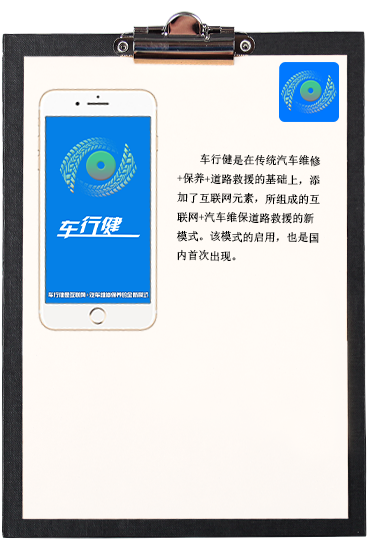 车行健
车行健是互联网+汽车维修保养的全新模式
车行健是在传统汽车维修
+保养+道路救援的基础上，添
加了互联网元素，所组成的互
联网+汽车维保道路救援的新
模式。该模式的启用，也是国
内首次出现。